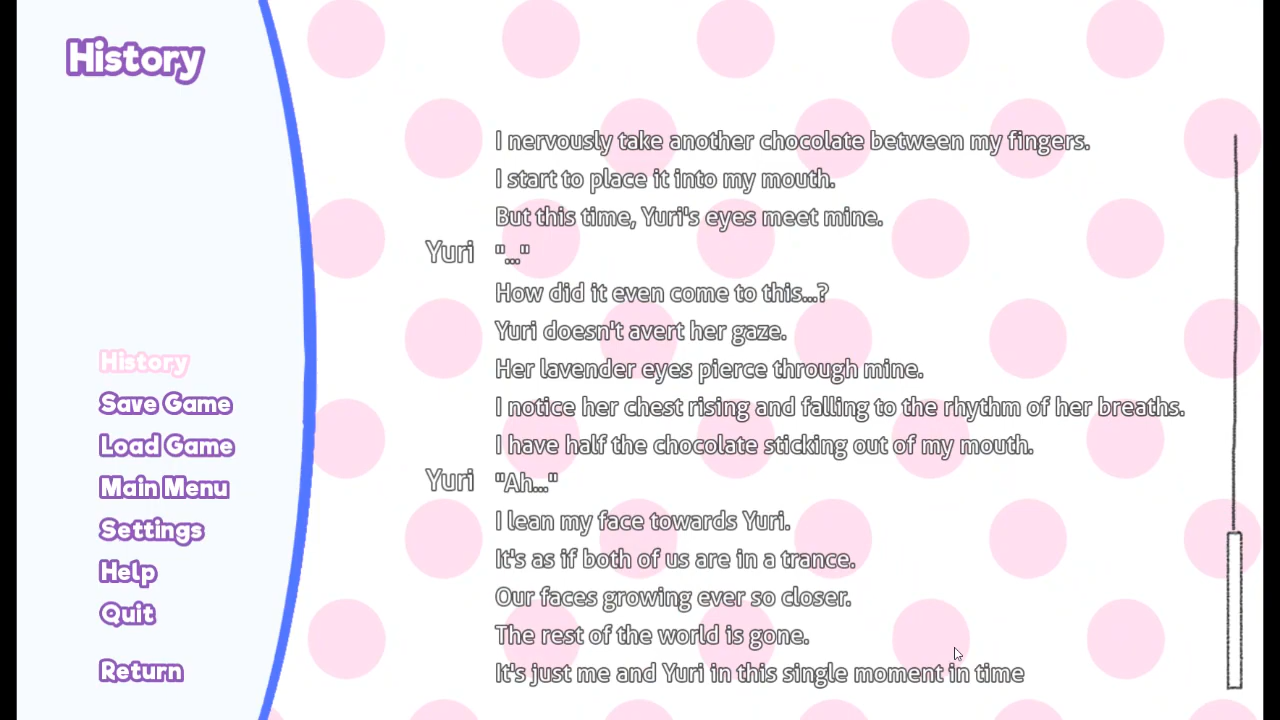 History
I nervously take another chocolate between my fingers.
I start to place it into my mouth.
But this time, Yuri's eyes meet mine.
Yuri "..."
How did it even come to this...?
Yuri doesn't avert her gaze.
Her lavender eyes pierce through mine.
I notice her chest rising and falling to the rhythm of her breaths.
I have half the chocolate sticking out of my mouth.
Yuri "Ah..."
I lean my face towards Yuri.
It's as if both of us are in a trance.
Our faces growing ever so closer.
The rest of the world is gone.
It's just me and Yuri in this single moment in time
History
Save Game
Load Game
Main Menu
Settings
Help
Quit
Return